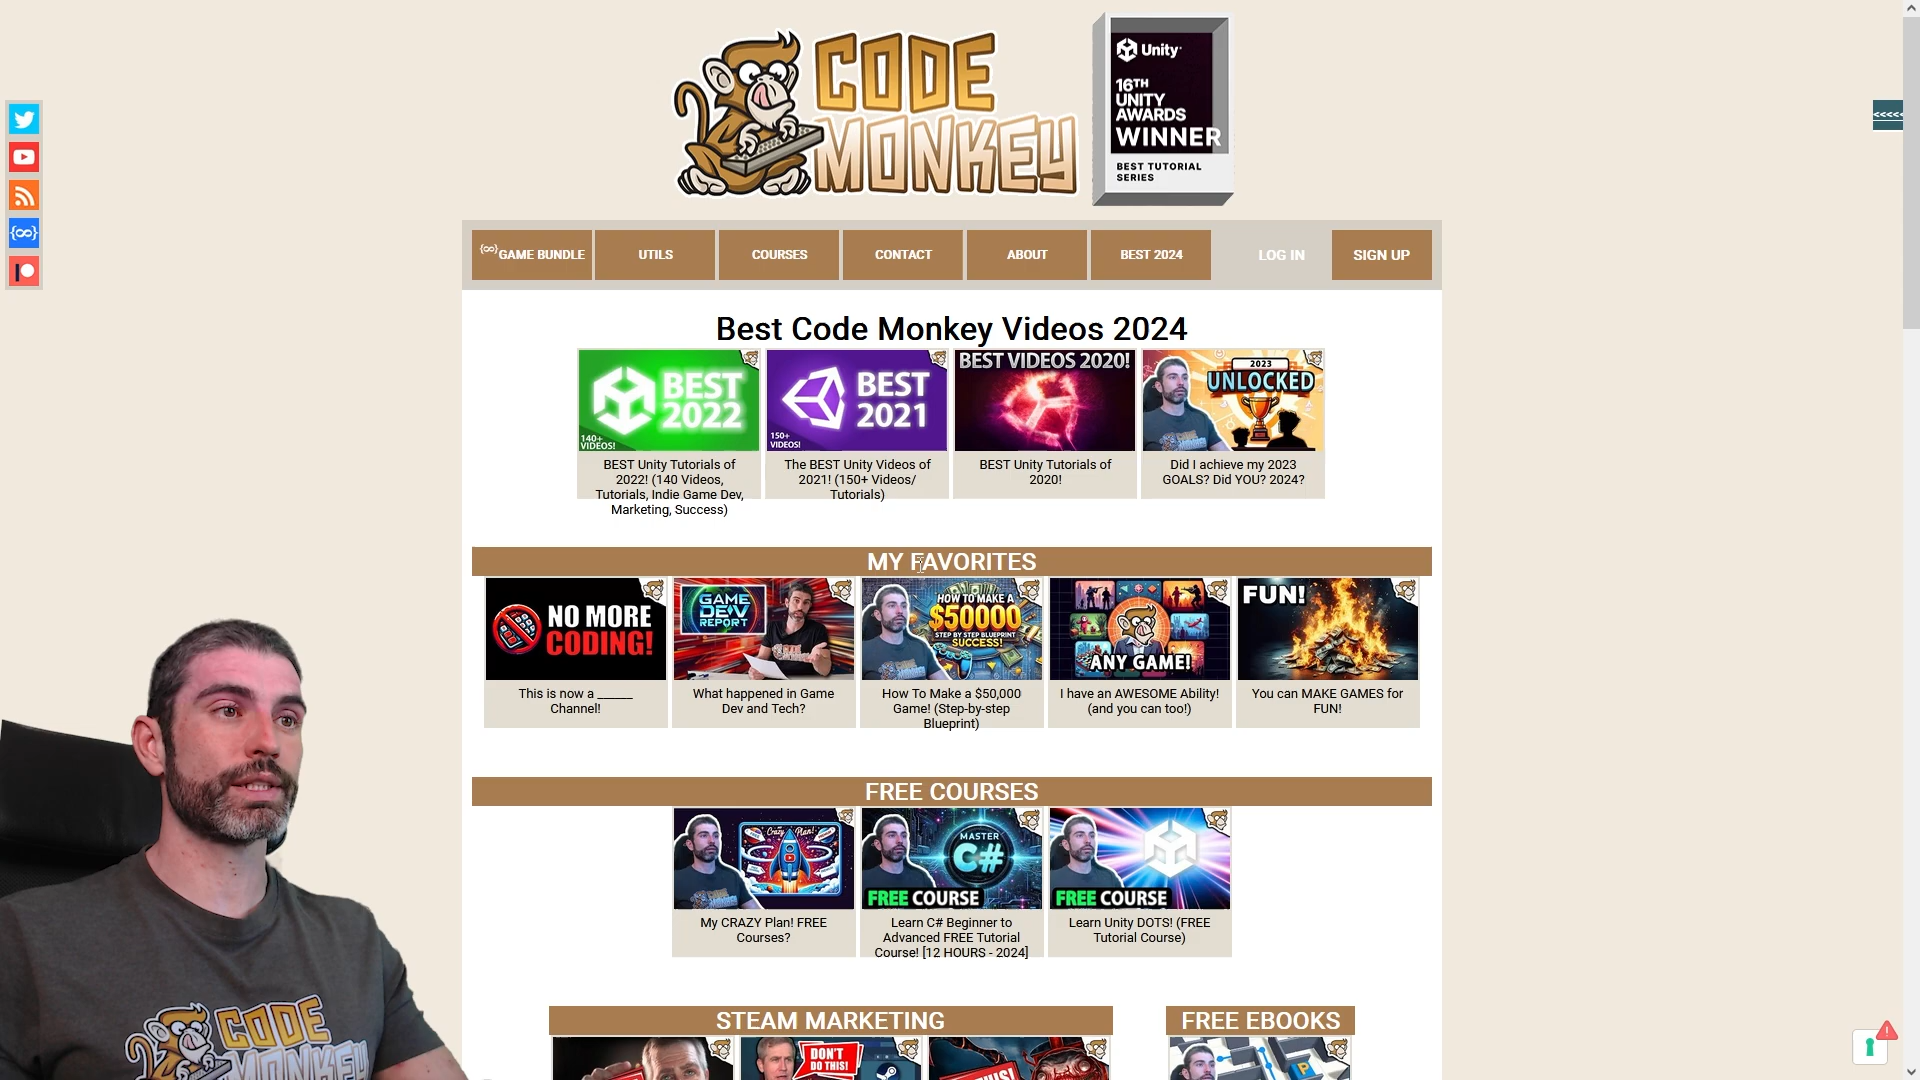 CODE
MONKEY
Unity
16TH
UNITY
AWARDS
WINNER
BEST TUTORIAL
SERIES
<<<<<
GAME BUNDLE
UTILS
COURSES
CONTACT
ABOUT
BEST 2024
LOG IN
SIGN UP
Best Code Monkey Videos 2024
BEST
2022
140+
VIDEOS!
BEST
2021
150+
VIDEOS!
BEST VIDEOS 2020!
2023
UNLOCKED
BEST Unity Tutorials of
2022! (140 Videos,
Tutorials, Indie Game Dev,
Marketing, Success)
The BEST Unity Videos of
2021! (150+ Videos/
Tutorials)
BEST Unity Tutorials of
2020!
Did I achieve my 2023
GOALS? Did YOU? 2024?
MY FAVORITES
NO MORE
CODING!
GAME
DEV
REPORT
HOW TO MAKE A
$50000
STEP BY STEP BLUEPRINT
SUCCESS!
ANY GAME!
FUN!
This is now a ______
Channel!
What happened in Game
Dev and Tech?
How To Make a $50,000
Game! (Step-by-step
Blueprint)
I have an AWESOME Ability!
(and you can too!)
You can MAKE GAMES for
FUN!
FREE COURSES
Crazy Plan!
MASTER
C#
FREE COURSE
FREE COURSE
My CRAZY Plan! FREE
Courses?
Learn C# Beginner to
Advanced FREE Tutorial
Course! [12 HOURS - 2024]
Learn Unity DOTS! (FREE
Tutorial Course)
STEAM MARKETING
FREE EBOOKS
DON'T
DO THIS!
P
CODE
MONKEY